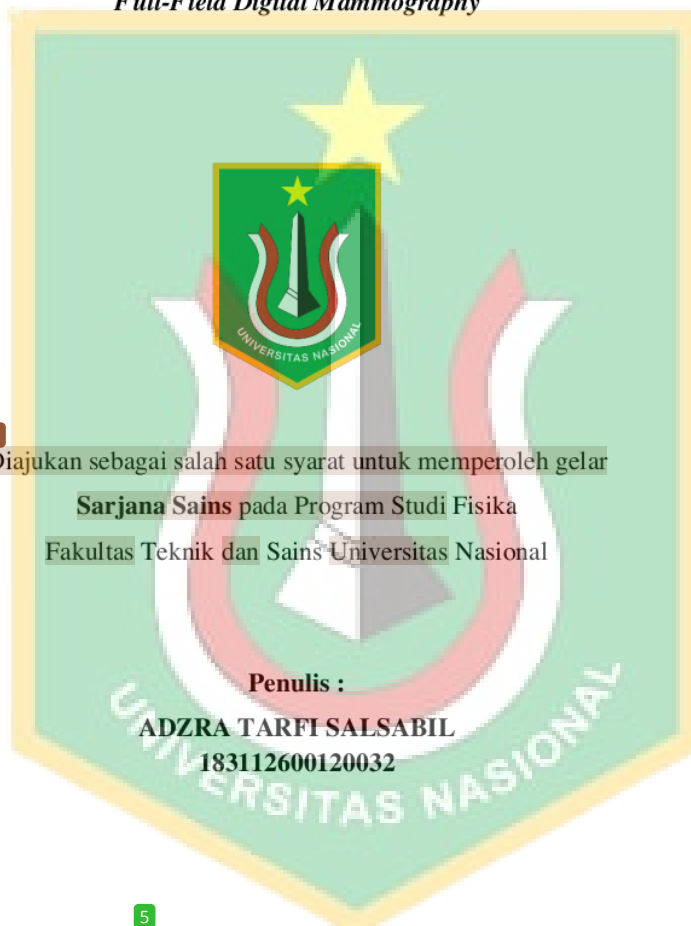 Full-Field Digital Mammography
UNIVERSITAS NASIONAL
Diajukan sebagai salah satu syarat untuk memperoleh gelar
Sarjana Sains pada Program Studi Fisika
Fakultas Teknik dan Sains Universitas Nasional
Penulis :
ADZRA TARFI SALSABIL
183112600120032
UNIVERSITAS NASIONAL
5